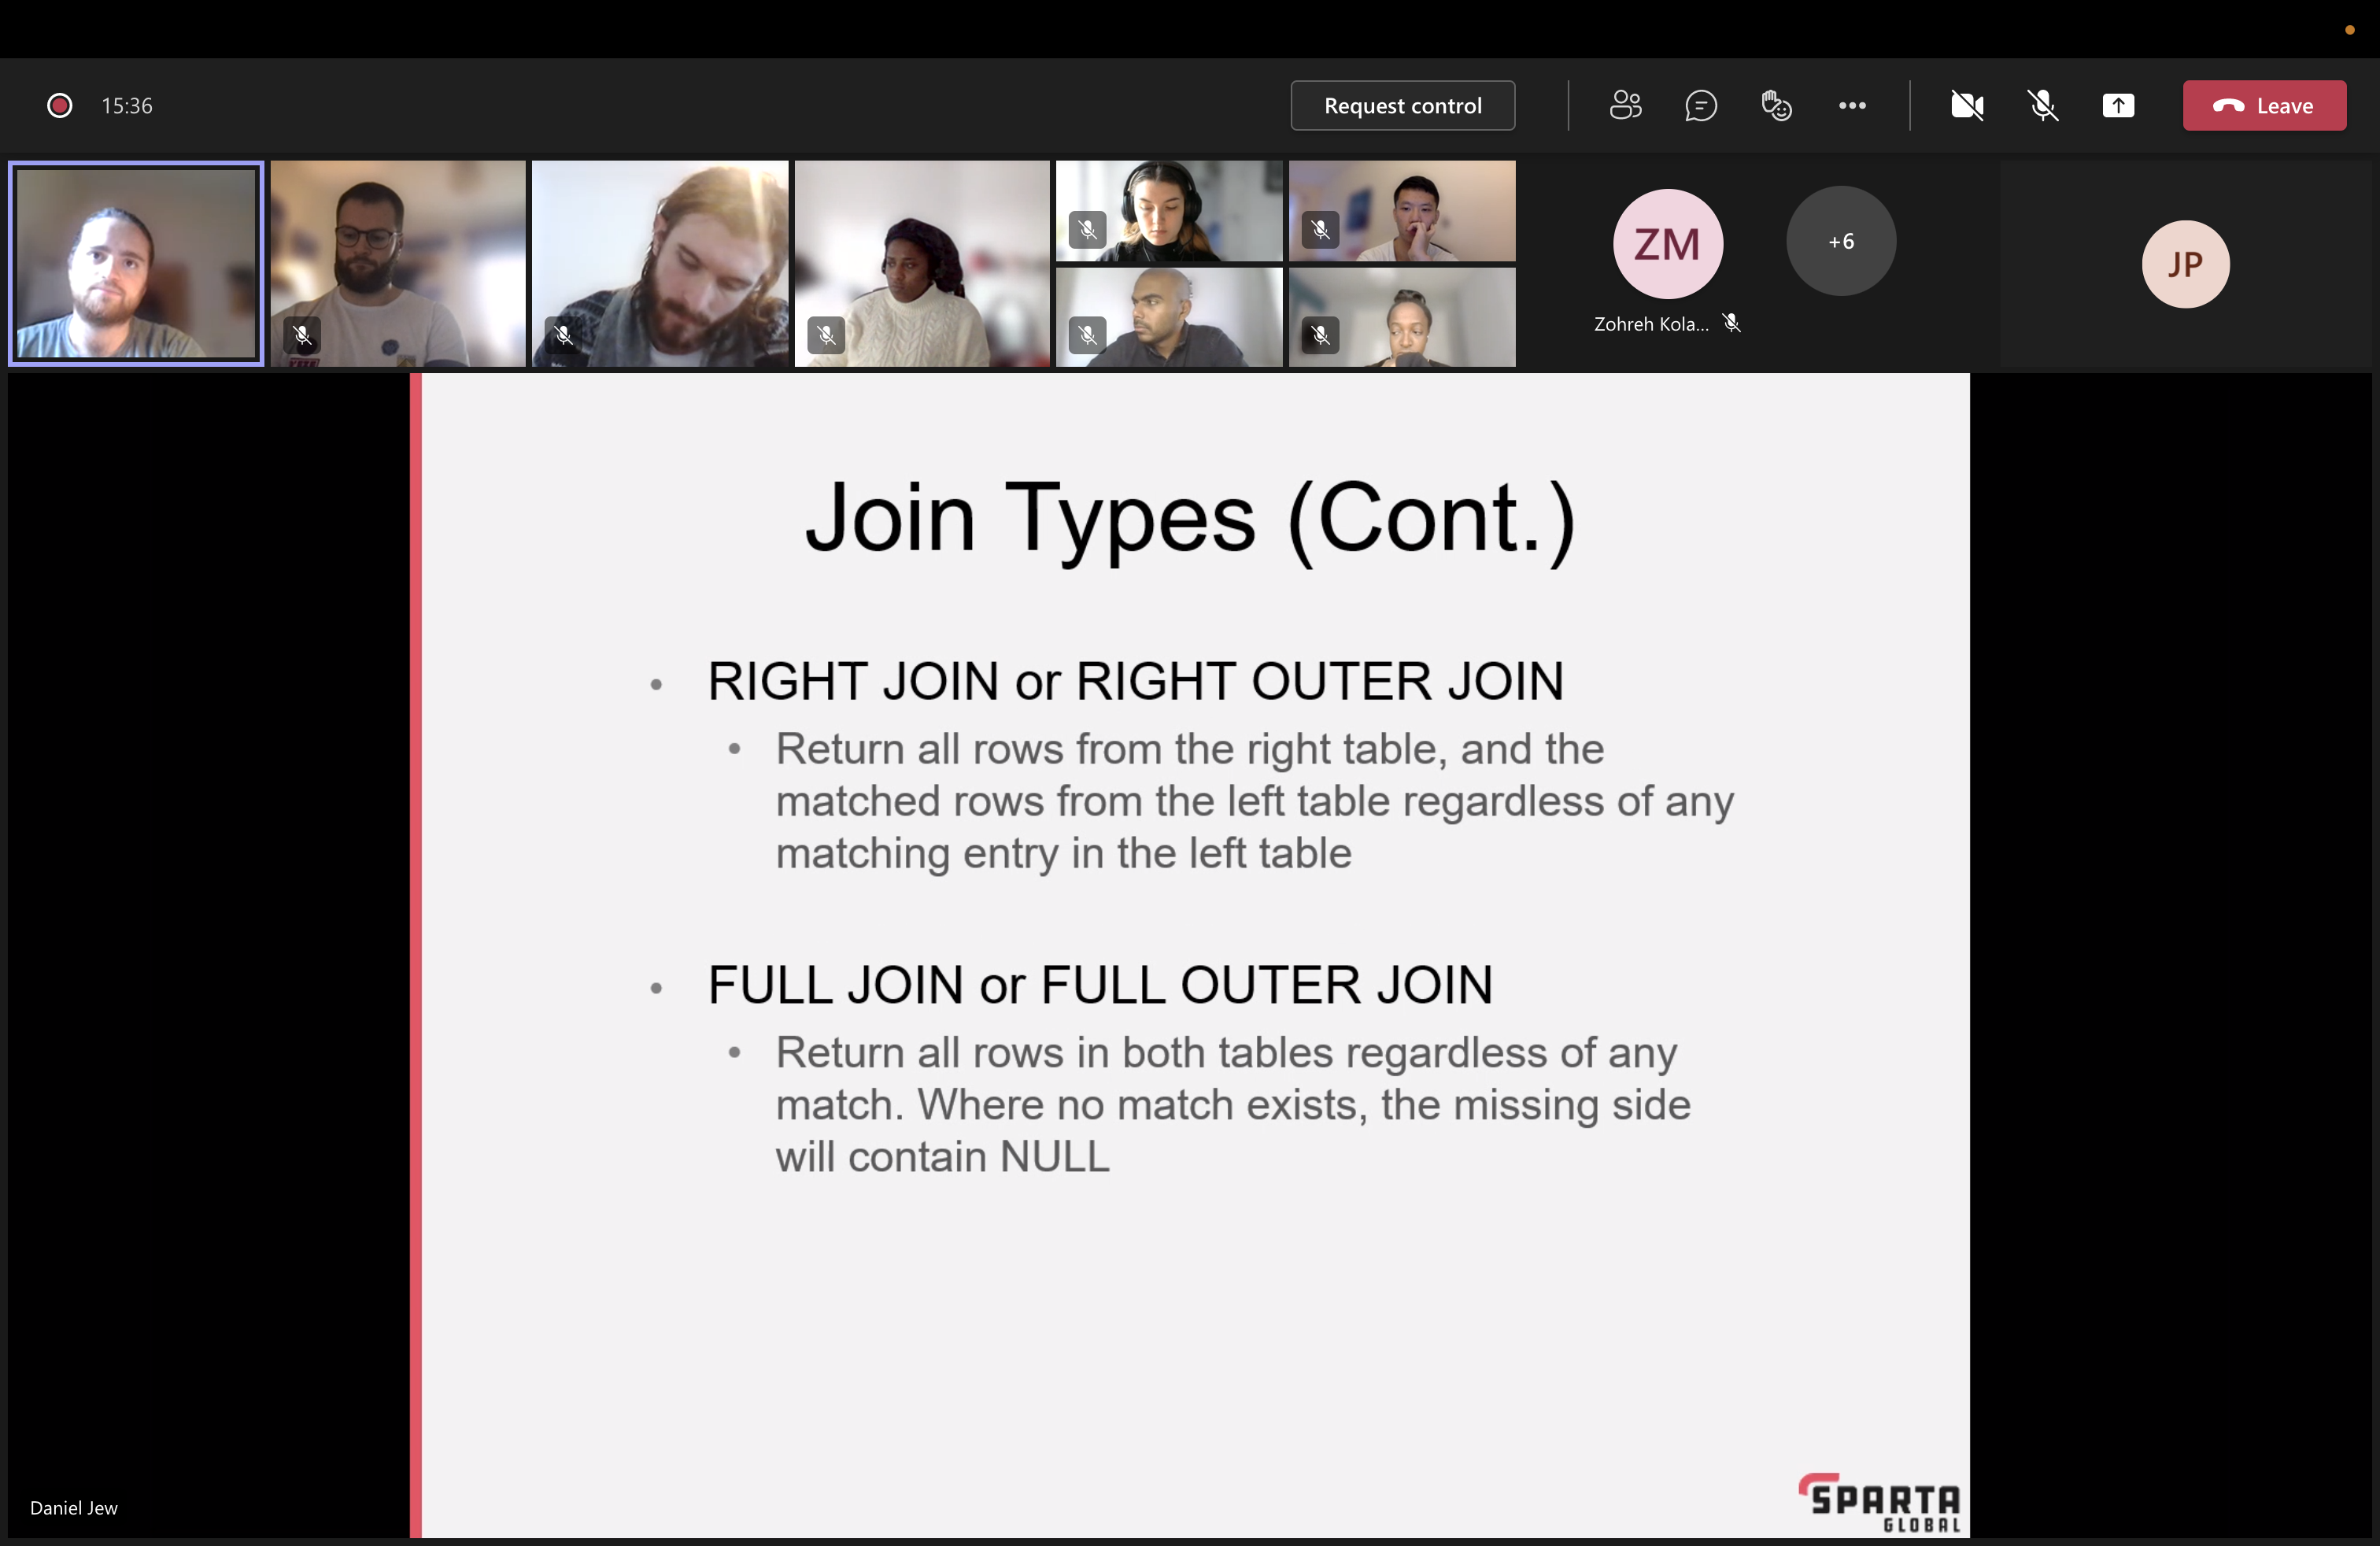 15:36
Request control
Leave
ZM
+6
JP
Zohreh Kola...
Join Types (Cont.)
• RIGHT JOIN or RIGHT OUTER JOIN
• Return all rows from the right table, and the
matched rows from the left table regardless of any
matching entry in the left table
• FULL JOIN or FULL OUTER JOIN
• Return all rows in both tables regardless of any
match. Where no match exists, the missing side
will contain NULL
Daniel Jew
SPARTA
GLOBAL